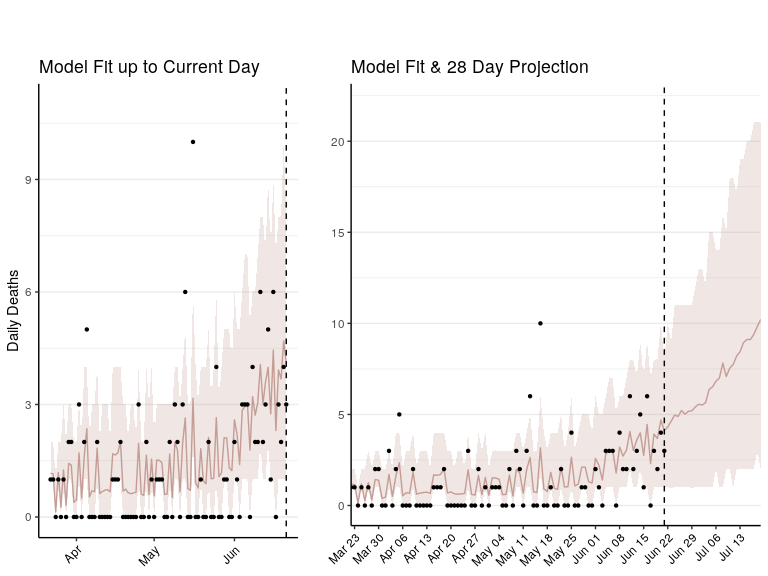 Model Fit up to Current Day
Daily Deaths
9
6
3
0
Apr
May
Jun
Model Fit & 28 Day Projection
20
15
10
5
0
Mar 23
Mar 30
Apr 06
Apr 13
Apr 20
Apr 27
May 04
May 11
May 18
May 25
Jun 01
Jun 08
Jun 15
Jun 22
Jun 29
Jul 06
Jul 13